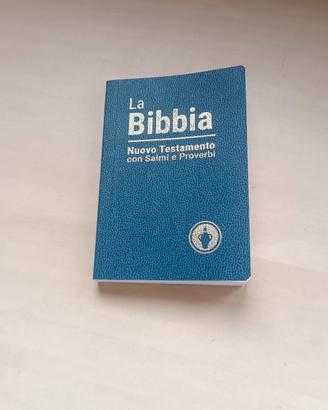 La
Bibbia
Nuovo Testamento
con Salmi e Proverbi